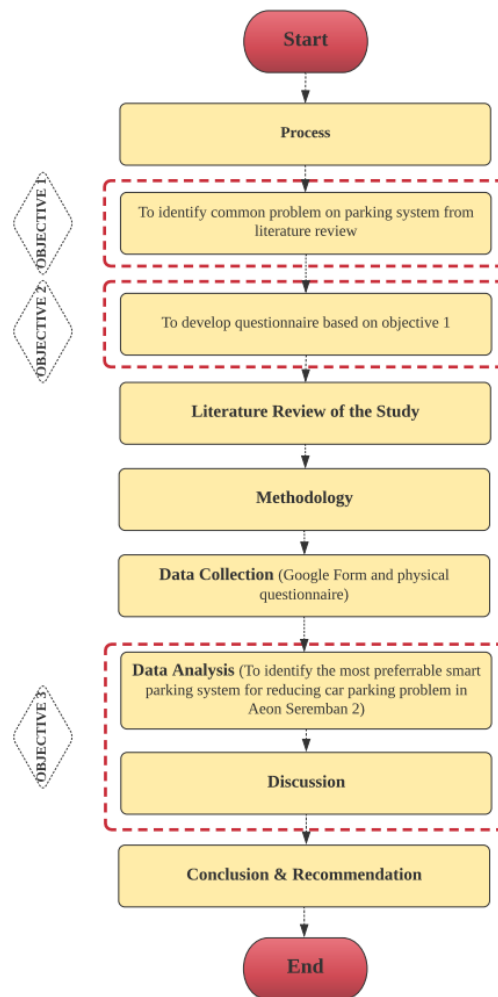 Start
Process
OBJECTIVE 1
To identify common problem on parking system from
literature review
OBJECTIVE 2
To develop questionnaire based on objective 1
Literature Review of the Study
Methodology
Data Collection (Google Form and physical
questionnaire)
OBJECTIVE 3
Data Analysis (To identify the most preferrable smart
parking system for reducing car parking problem in
Aeon Seremban 2)
Discussion
Conclusion & Recommendation
End